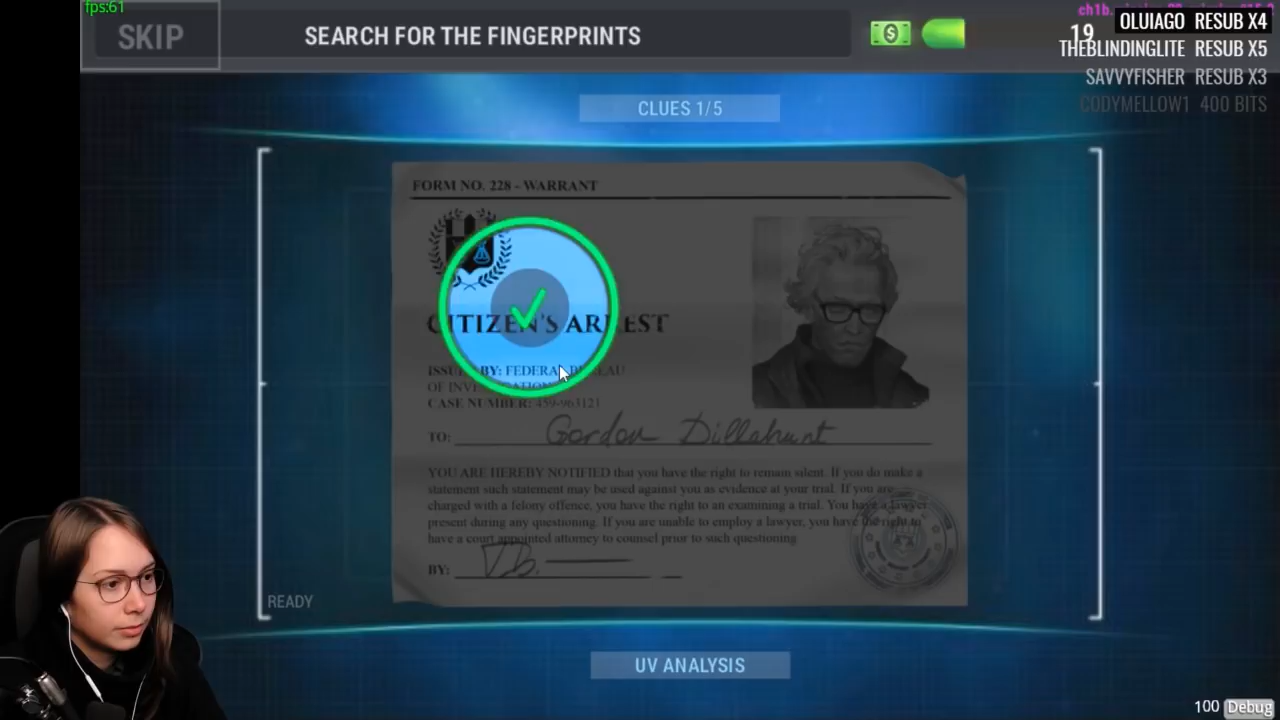 fps:61
SKIP
SEARCH FOR THE FINGERPRINTS
19
OLUIAGO RESUB X4
THEBLINDINGLITE RESUB X5
SAVVYFISHER RESUB X3
CODYMELLOW1 400 BITS
CLUES 1/5
FORM NO. 228 - WARRANT
CITIZEN'S ARREST
ISSUED BY: FEDERAL BUREAU
OF INVESTIGATION
CASE NUMBER: 459-963121
TO: Gordon Dillahunt
YOU ARE HEREBY NOTIFIED that you have the right to remain silent. If you do make a
statement such statement may be used against you as evidence at your trial. If you are
charged with a felony offence, you have the right to an examining a trial. You have a lawyer
present during any questioning. If you are unable to employ a lawyer, you have the right to
have a court appointed attorney to counsel prior to such questioning
BY:
READY
UV ANALYSIS
100 Debug